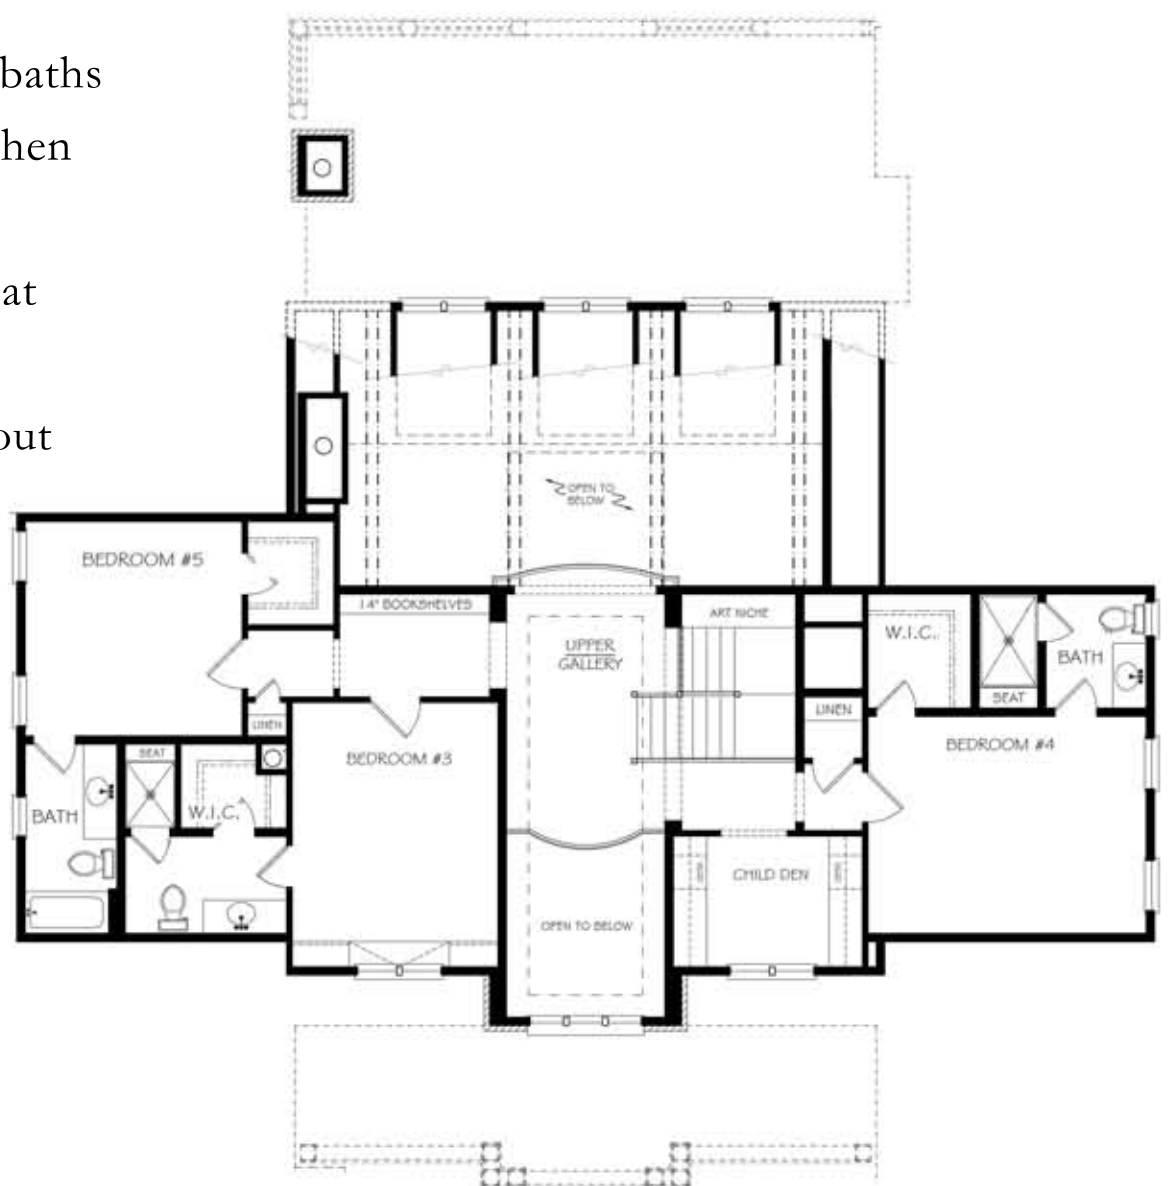 baths
hen
at
out
OPEN TO
BELOW
BEDROOM #5
14" BOOKSHELVES
ART NICHE
UPPER
GALLERY
W.I.C.
BATH
SEAT
LINEN
LINEN
BEDROOM #3
BEDROOM #4
SEAT
W.I.C.
BATH
CHILD DEN
OPEN TO BELOW